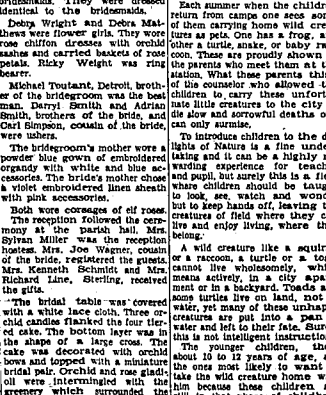 bridesmaids. They were dressed
identical to the bridesmaids.
Debra Wright and Debra Mat-
thews were flower girls. They wore
rose chiffon dresses with orchid
sashes and carried baskets of rose
petals. Ricky Weight was ring
bearer.
Michel Toutant, Detroit, broth-
er of the bridegroom was the best
man. Darryl Smith and Adrian
Smith, brothers of the bride, and
Carl Simpson, cousin of the bride,
were ushers.
The bridegroom's mother wore a
powder blue gown of embroidered
organdy with white and blue ac-
cessories. The bride's mother chose
a violet embroidered linen sheath
with pink accessories.
Both wore corsages of elf roses.
The reception followed the cere-
mony at the parish hall. Mrs.
Sylvan Miller was the reception
hostess. Mrs. Joe Wagner, cousin
of the bride, registered the guests.
Mrs. Kenneth Schmidt and Mrs.
Richard Line, Sterling, received
the gifts.
The bridal table was covered
with a white lace cloth. Three or-
chid candles flanked the four tier-
ed cake. The bottom layer was in
the shape of a large cross. The
cake was decorated with orchid
bows and topped with a miniature
bridal pair. Orchid and rose gladi-
oli were intermingled with the
greenery which surrounded the
Each summer when the childr
return from camps one sees
of them carrying home wild cre
tures as pets. One has a frog, a
other a turtle, snake, or baby ra
coon. These are proudly shown
the parents who meet them at t
station. What these parents thi
of the counselor who allowed t
children to carry these unfort
nate little creatures to the city
die slow and sorrowful deaths o
can only surmise.
To introduce children to the d
lights of Nature is a fine unde
taking and it can be a highly r
warding experience for teach
and pupil, but surely this is a fie
where children should be taug
to look, see, watch and wond
but to keep hands off, leaving t
creatures of field where they c
live and enjoy living, where th
belong.
A wild creature like a squir
or a raccoon, a turtle or a to
cannot live wholesomely, wh
means actively, in a city apa
ment or in a backyard. Toads a
some turtles live on land, not
water, yet many of these unhap
creatures are put into a pan
water and left to their fate. Sur
this is not intelligent instructio
The younger children, th
about 10 to 12 years of age, a
the ones most likely to want
take the wild creature home w
him because these children